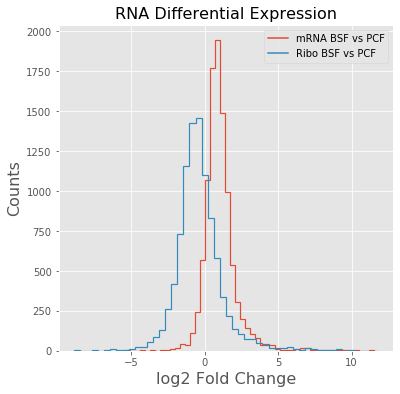 RNA Differential Expression
mRNA BSF vs PCF
Ribo BSF vs PCF
Counts
2000
1750
1500
1250
1000
750
500
250
0
−5
0
5
10
log2 Fold Change